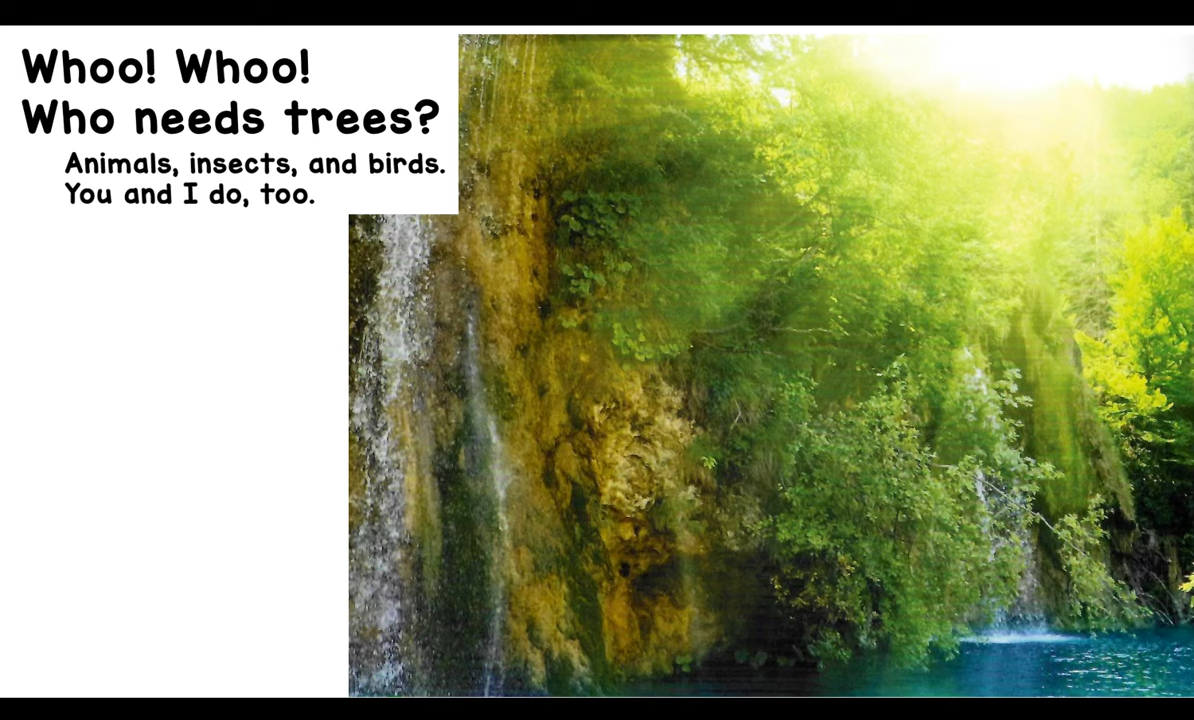 Whoo! Whoo!
Who needs trees?
Animals, insects, and birds.
You and I do, too.